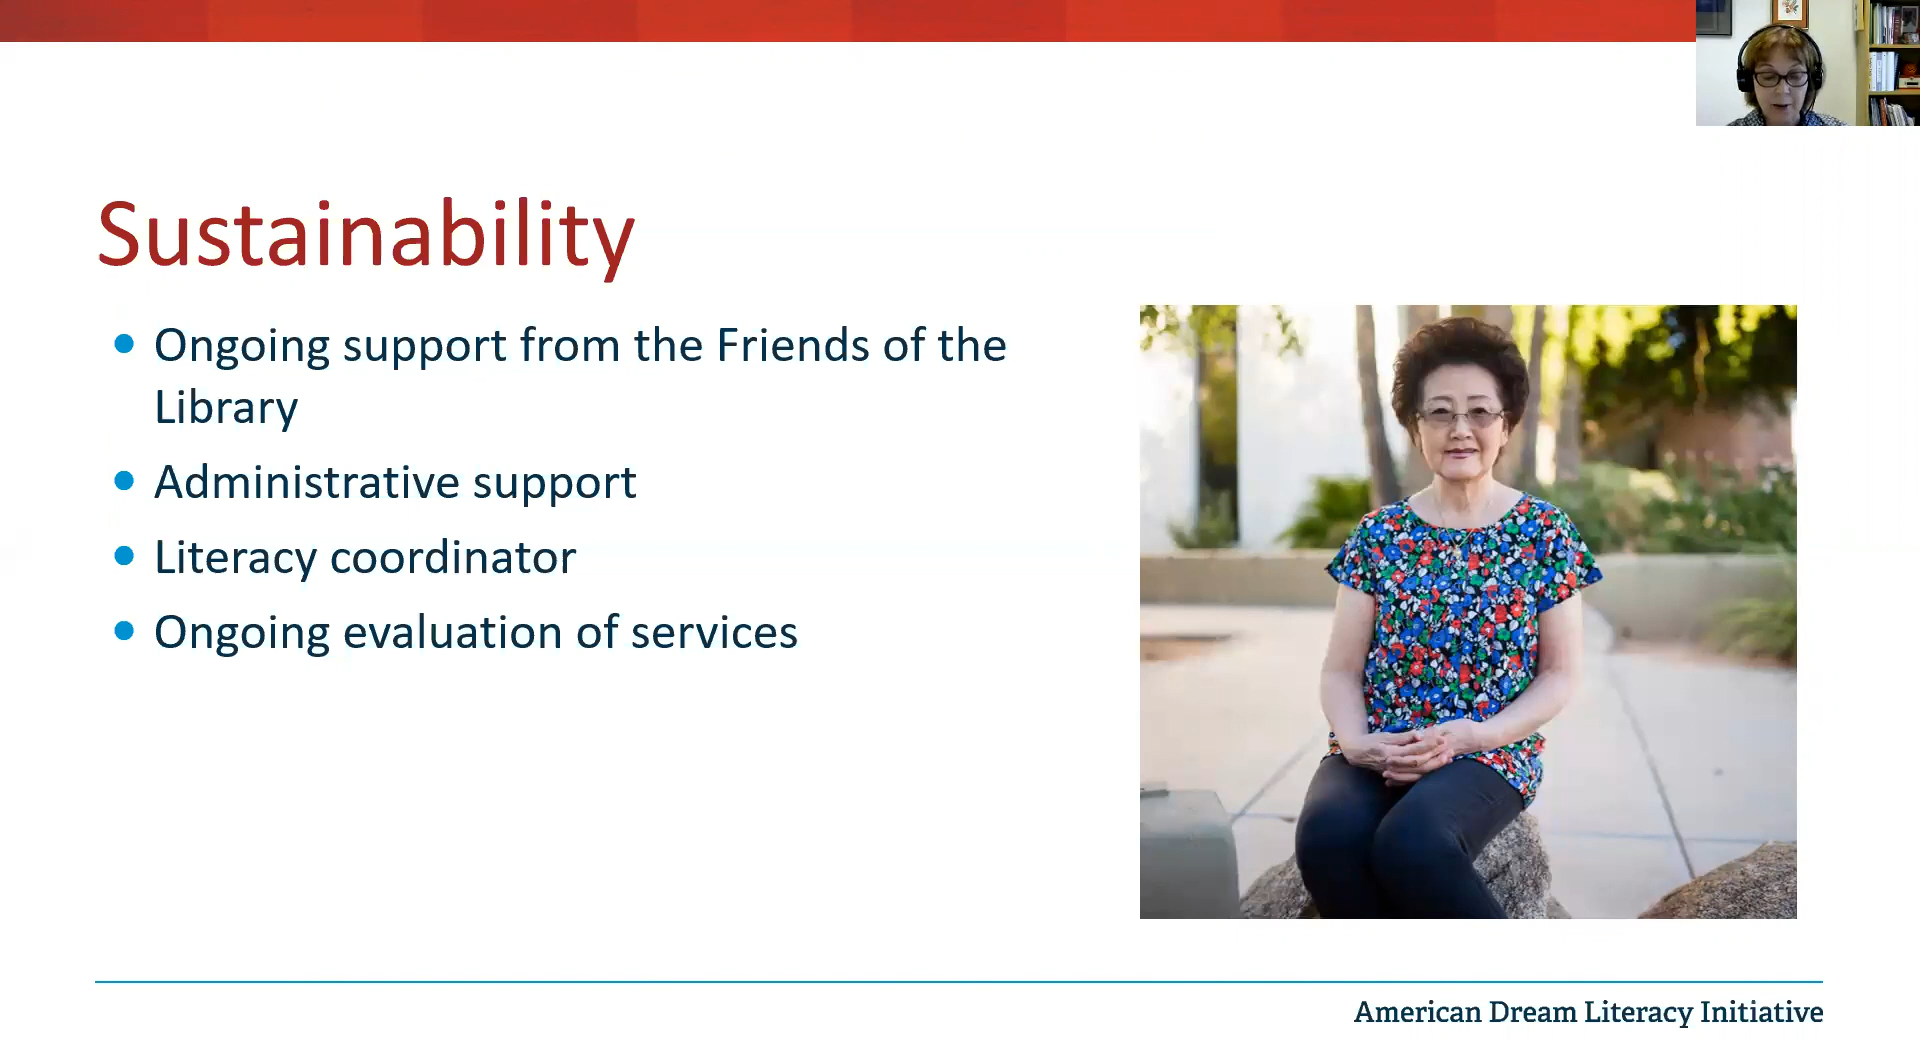 Sustainability
Ongoing support from the Friends of the
Library
Administrative support
Literacy coordinator
Ongoing evaluation of services
American Dream Literacy Initiative